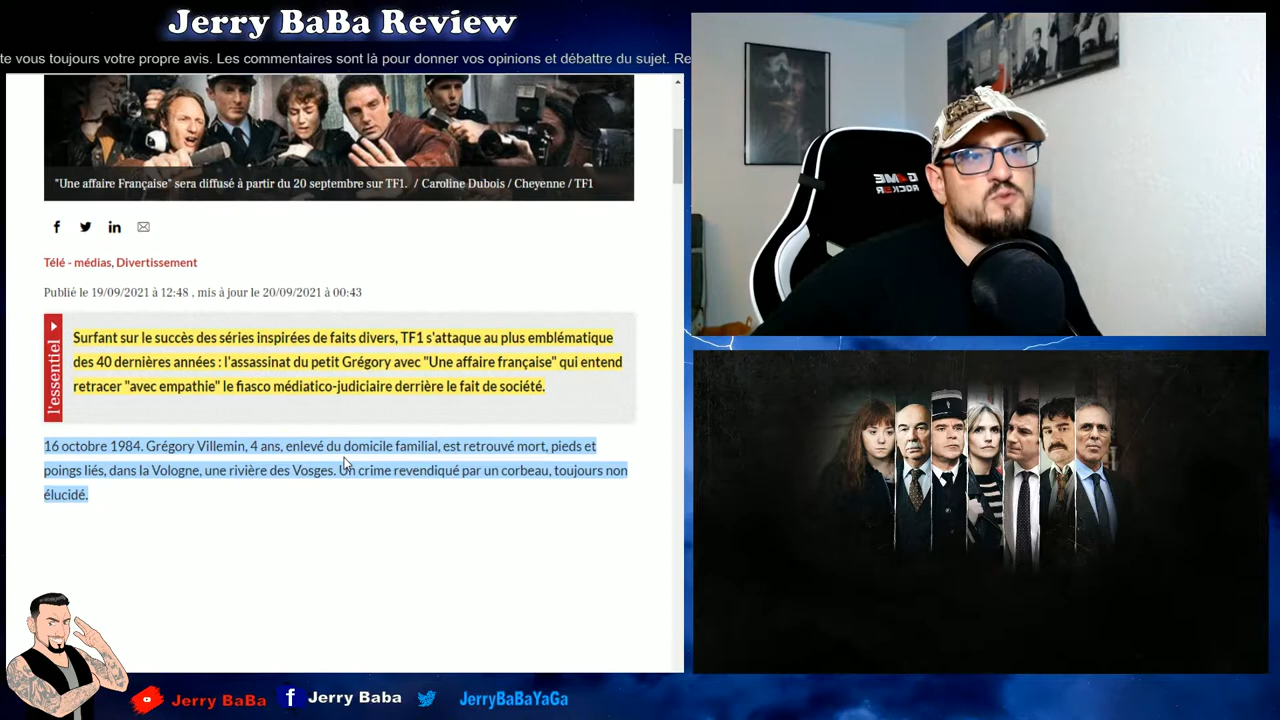 Jerry BaBa Review
te vous toujours votre propre avis. Les commentaires sont là pour donner vos opinions et débattre du sujet. Re
"Une affaire Française" sera diffusé à partir du 20 septembre sur TF1. / Caroline Dubois / Cheyenne / TF1
f in
Télé - médias, Divertissement
Publié le 19/09/2021 à 12:48 , mis à jour le 20/09/2021 à 00:43
l'essentiel
Surfant sur le succès des séries inspirées de faits divers, TF1 s'attaque au plus emblématique
des 40 dernières années : l'assassinat du petit Grégory avec "Une affaire française" qui entend
retracer "avec empathie" le fiasco médiatico-judiciaire derrière le fait de société.
16 octobre 1984. Grégory Villemin, 4 ans, enlevé du domicile familial, est retrouvé mort, pieds et
poings liés, dans la Vologne, une rivière des Vosges. Un crime revendiqué par un corbeau, toujours non
élucidé.
GAME
ROCKER
Jerry BaBa
f Jerry Baba
JerryBaBaYaGa